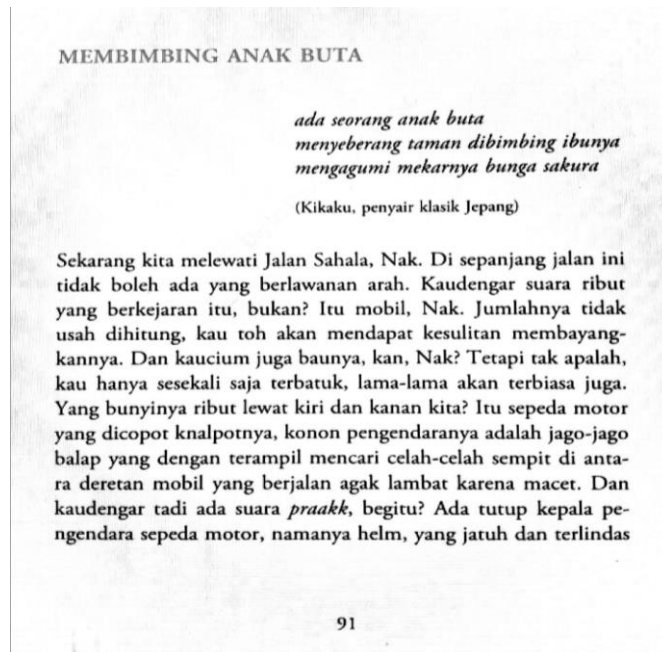 MEMBIMBING ANAK BUTA
ada seorang anak buta
menyeberang taman dibimbing ibunya
mengagumi mekarnya bunga sakura
(Kikaku, penyair klasik Jepang)
Sekarang kita melewati Jalan Sahala, Nak. Di sepanjang jalan ini
tidak boleh ada yang berlawanan arah. Kaudengar suara ribut
yang berkejaran itu, bukan? Itu mobil, Nak. Jumlahnya tidak
usah dihitung, kau toh akan mendapat kesulitan membayang-
kannya. Dan kaucium juga baunya, kan, Nak? Tetapi tak apalah,
kau hanya sesekali saja terbatuk, lama-lama akan terbiasa juga.
Yang bunyinya ribut lewat kiri dan kanan kita? Itu sepeda motor
yang dicopot knalpotnya, konon pengendaranya adalah jago-jago
balap yang dengan terampil mencari celah-celah sempit di anta-
ra deretan mobil yang berjalan agak lambat karena macet. Dan
kaudengar tadi ada suara praakk, begitu? Ada tutup kepala pe-
ngendara sepeda motor, namanya helm, yang jatuh dan terlindas
91